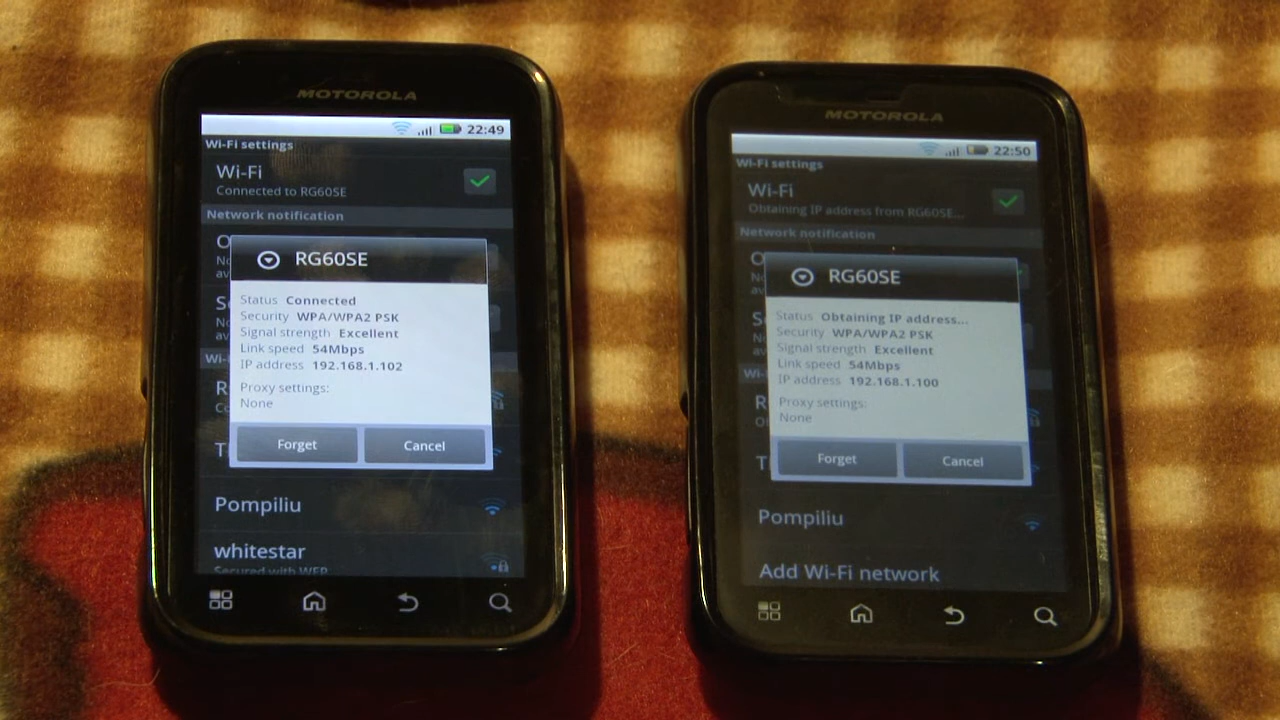 MOTOROLA
22:49
Wi-Fi settings
Wi-Fi
Connected to RG60SE
Network notification
RG60SE
Status Connected
Security WPA/WPA2 PSK
Signal strength Excellent
Link speed 54Mbps
IP address 192.168.1.102
Proxy settings:
None
Forget
Cancel
Pompiliu
whitestar
Secured with WEP
MOTOROLA
22:50
Wi-Fi settings
Wi-Fi
Obtaining IP address from RG60SE...
Network notification
RG60SE
Status Obtaining IP address...
Security WPA/WPA2 PSK
Signal strength Excellent
Link speed 54Mbps
IP address 192.168.1.100
Proxy settings:
None
Forget
Cancel
Pompiliu
Add Wi-Fi network